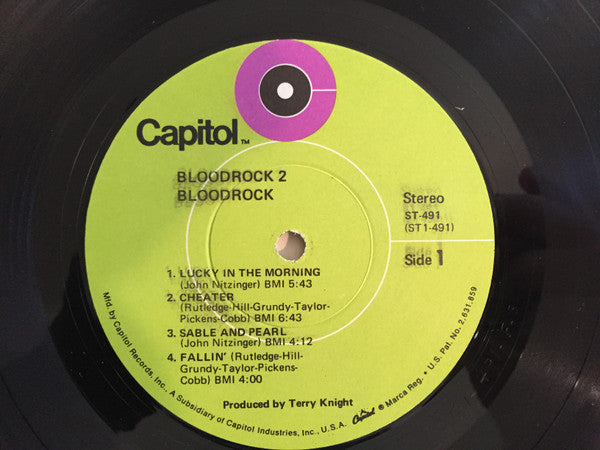 Capitol™
BLOODROCK 2
BLOODROCK
Stereo
ST-491
(ST1-491)
Side 1
1. LUCKY IN THE MORNING
(John Nitzinger) BMI 5:43
2. CHEATER
(Rutledge-Hill-Grundy-Taylor-
Pickens-Cobb) BMI 6:43
3. SABLE AND PEARL
(John Nitzinger) BMI 4:12
4. FALLIN' (Rutledge-Hill-
Grundy-Taylor-Pickens-
Cobb) BMI 4:00
Produced by Terry Knight
Mfd. by Capitol Records, Inc., A Subsidiary of Capitol Industries, Inc., U.S.A. Capitol ® Marca Reg. • U.S. Pat. No. 2,631,859